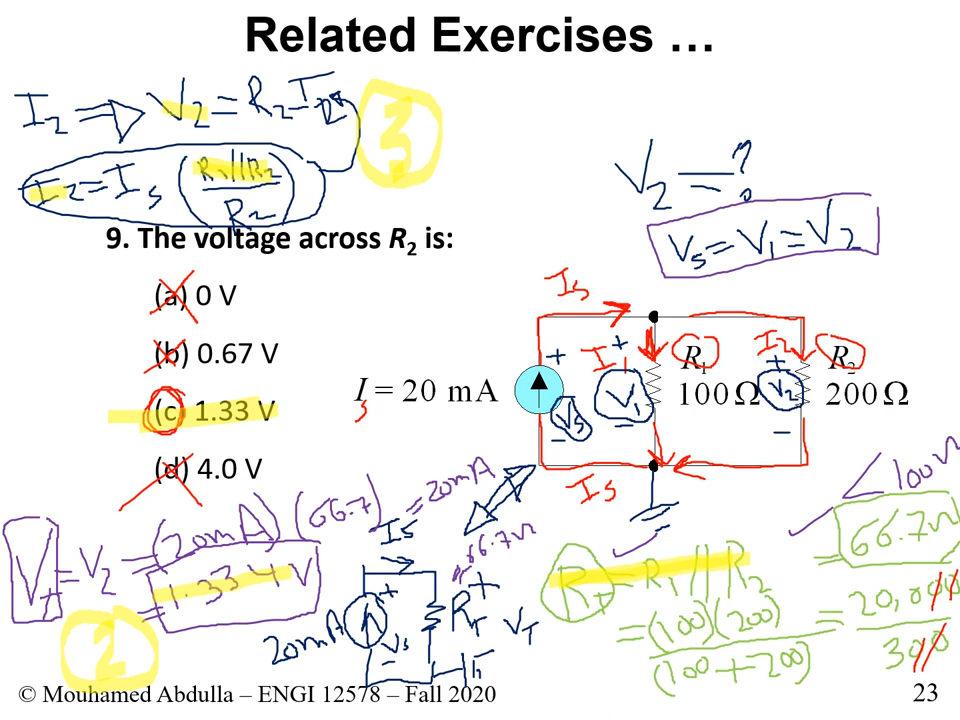 Related Exercises …
I2 ⇒ V2 = R2 I2
3
I2 = Is (R1//R2 / R2)
V2 = ?
Vs = V1 = V2
9. The voltage across R2 is:
(a) 0 V
(b) 0.67 V
(c) 1.33 V
(d) 4.0 V
Is
I = 20 mA
s
+
Vs
−
I1
+
V1
−
R1
100 Ω
I2
+
V2
−
R2
200 Ω
Is
< 100Ω
VT = V2 = (20mA)(66.7)
= 1.334 V
2
Is = 20mA
20mA
+
Vs
−
66.7Ω
RT
+
VT
−
RT = R1 // R2
= (100)(200) / (100+200)
= 20,000 / 300
= 66.7Ω
© Mouhamed Abdulla – ENGI 12578 – Fall 2020
23